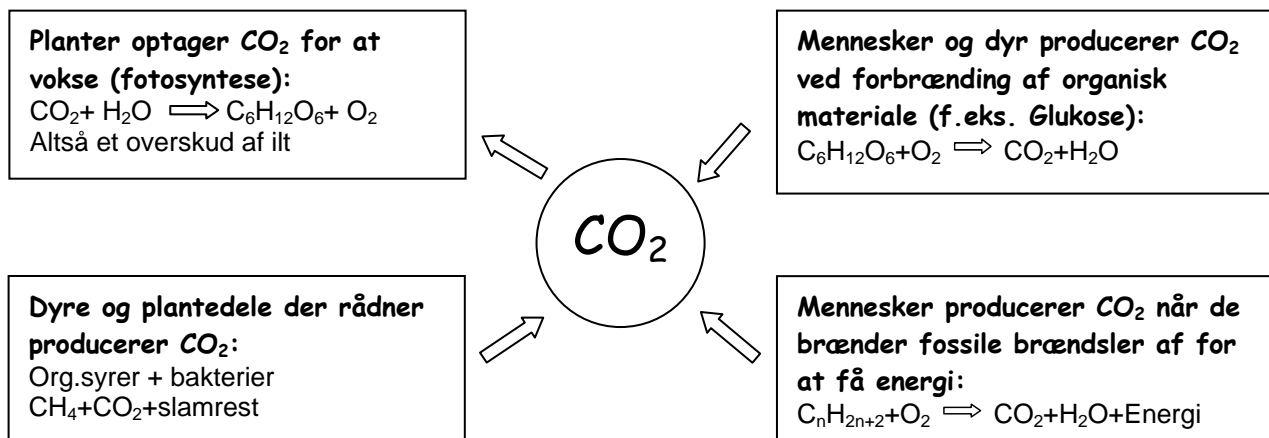 Planter optager CO₂ for at
vokse (fotosyntese):
CO₂+ H₂O ⇨ C₆H₁₂O₆+ O₂
Altså et overskud af ilt
Mennesker og dyr producerer CO₂
ved forbrænding af organisk
materiale (f.eks. Glukose):
C₆H₁₂O₆+O₂ ⇨ CO₂+H₂O
CO₂
Dyre og plantedele der rådner
producerer CO₂:
Org.syrer + bakterier
CH₄+CO₂+slamrest
Mennesker producerer CO₂ når de
brænder fossile brændsler af for
at få energi:
CₙH₂ₙ₊₂+O₂ ⇨ CO₂+H₂O+Energi